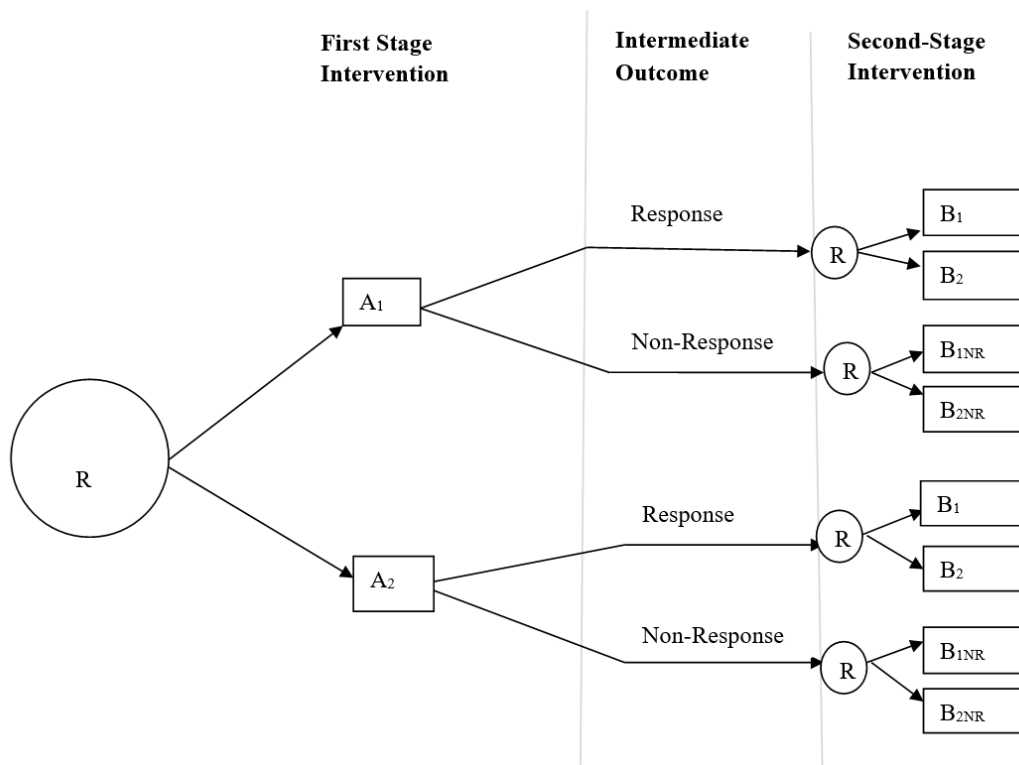 First Stage
Intervention
Intermediate
Outcome
Second-Stage
Intervention
R
A1
Response
R
B1
B2
Non-Response
R
B1NR
B2NR
A2
Response
R
B1
B2
Non-Response
R
B1NR
B2NR